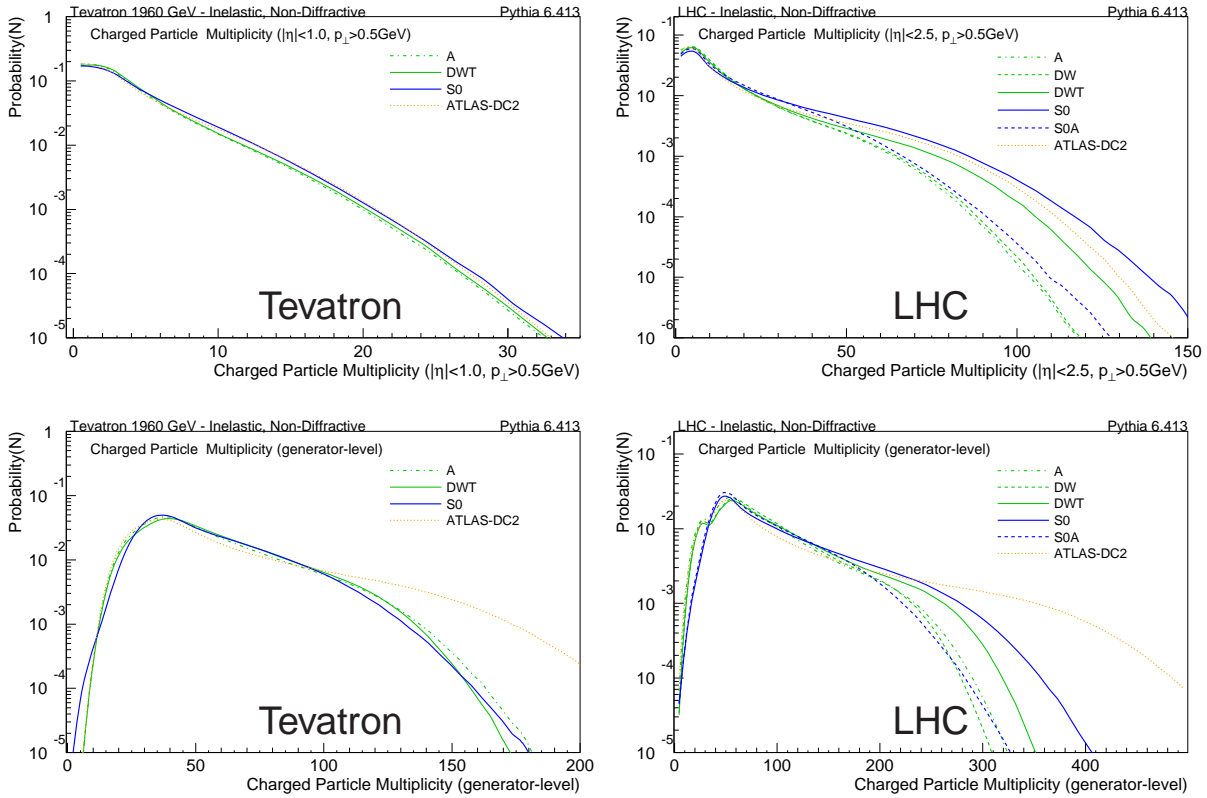 Tevatron 1960 GeV - Inelastic, Non-Diffractive Pythia 6.413
Probability(N)
Charged Particle Multiplicity (|η|<1.0, p⊥>0.5GeV)
A
DWT
S0
ATLAS-DC2
1
10 -1
10 -2
10 -3
10 -4
10 -5
Tevatron
0 10 20 30
Charged Particle Multiplicity (|η|<1.0, p⊥>0.5GeV)
LHC - Inelastic, Non-Diffractive Pythia 6.413
Probability(N)
Charged Particle Multiplicity (|η|<2.5, p⊥>0.5GeV)
A
DW
DWT
S0
S0A
ATLAS-DC2
10 -1
10 -2
10 -3
10 -4
10 -5
10 -6
LHC
0 50 100 150
Charged Particle Multiplicity (|η|<2.5, p⊥>0.5GeV)
Tevatron 1960 GeV - Inelastic, Non-Diffractive Pythia 6.413
Probability(N)
Charged Particle Multiplicity (generator-level)
A
DWT
S0
ATLAS-DC2
1
10 -1
10 -2
10 -3
10 -4
10 -5
Tevatron
0 50 100 150 200
Charged Particle Multiplicity (generator-level)
LHC - Inelastic, Non-Diffractive Pythia 6.413
Probability(N)
Charged Particle Multiplicity (generator-level)
A
DW
DWT
S0
S0A
ATLAS-DC2
10 -1
10 -2
10 -3
10 -4
10 -5
LHC
0 100 200 300 400
Charged Particle Multiplicity (generator-level)